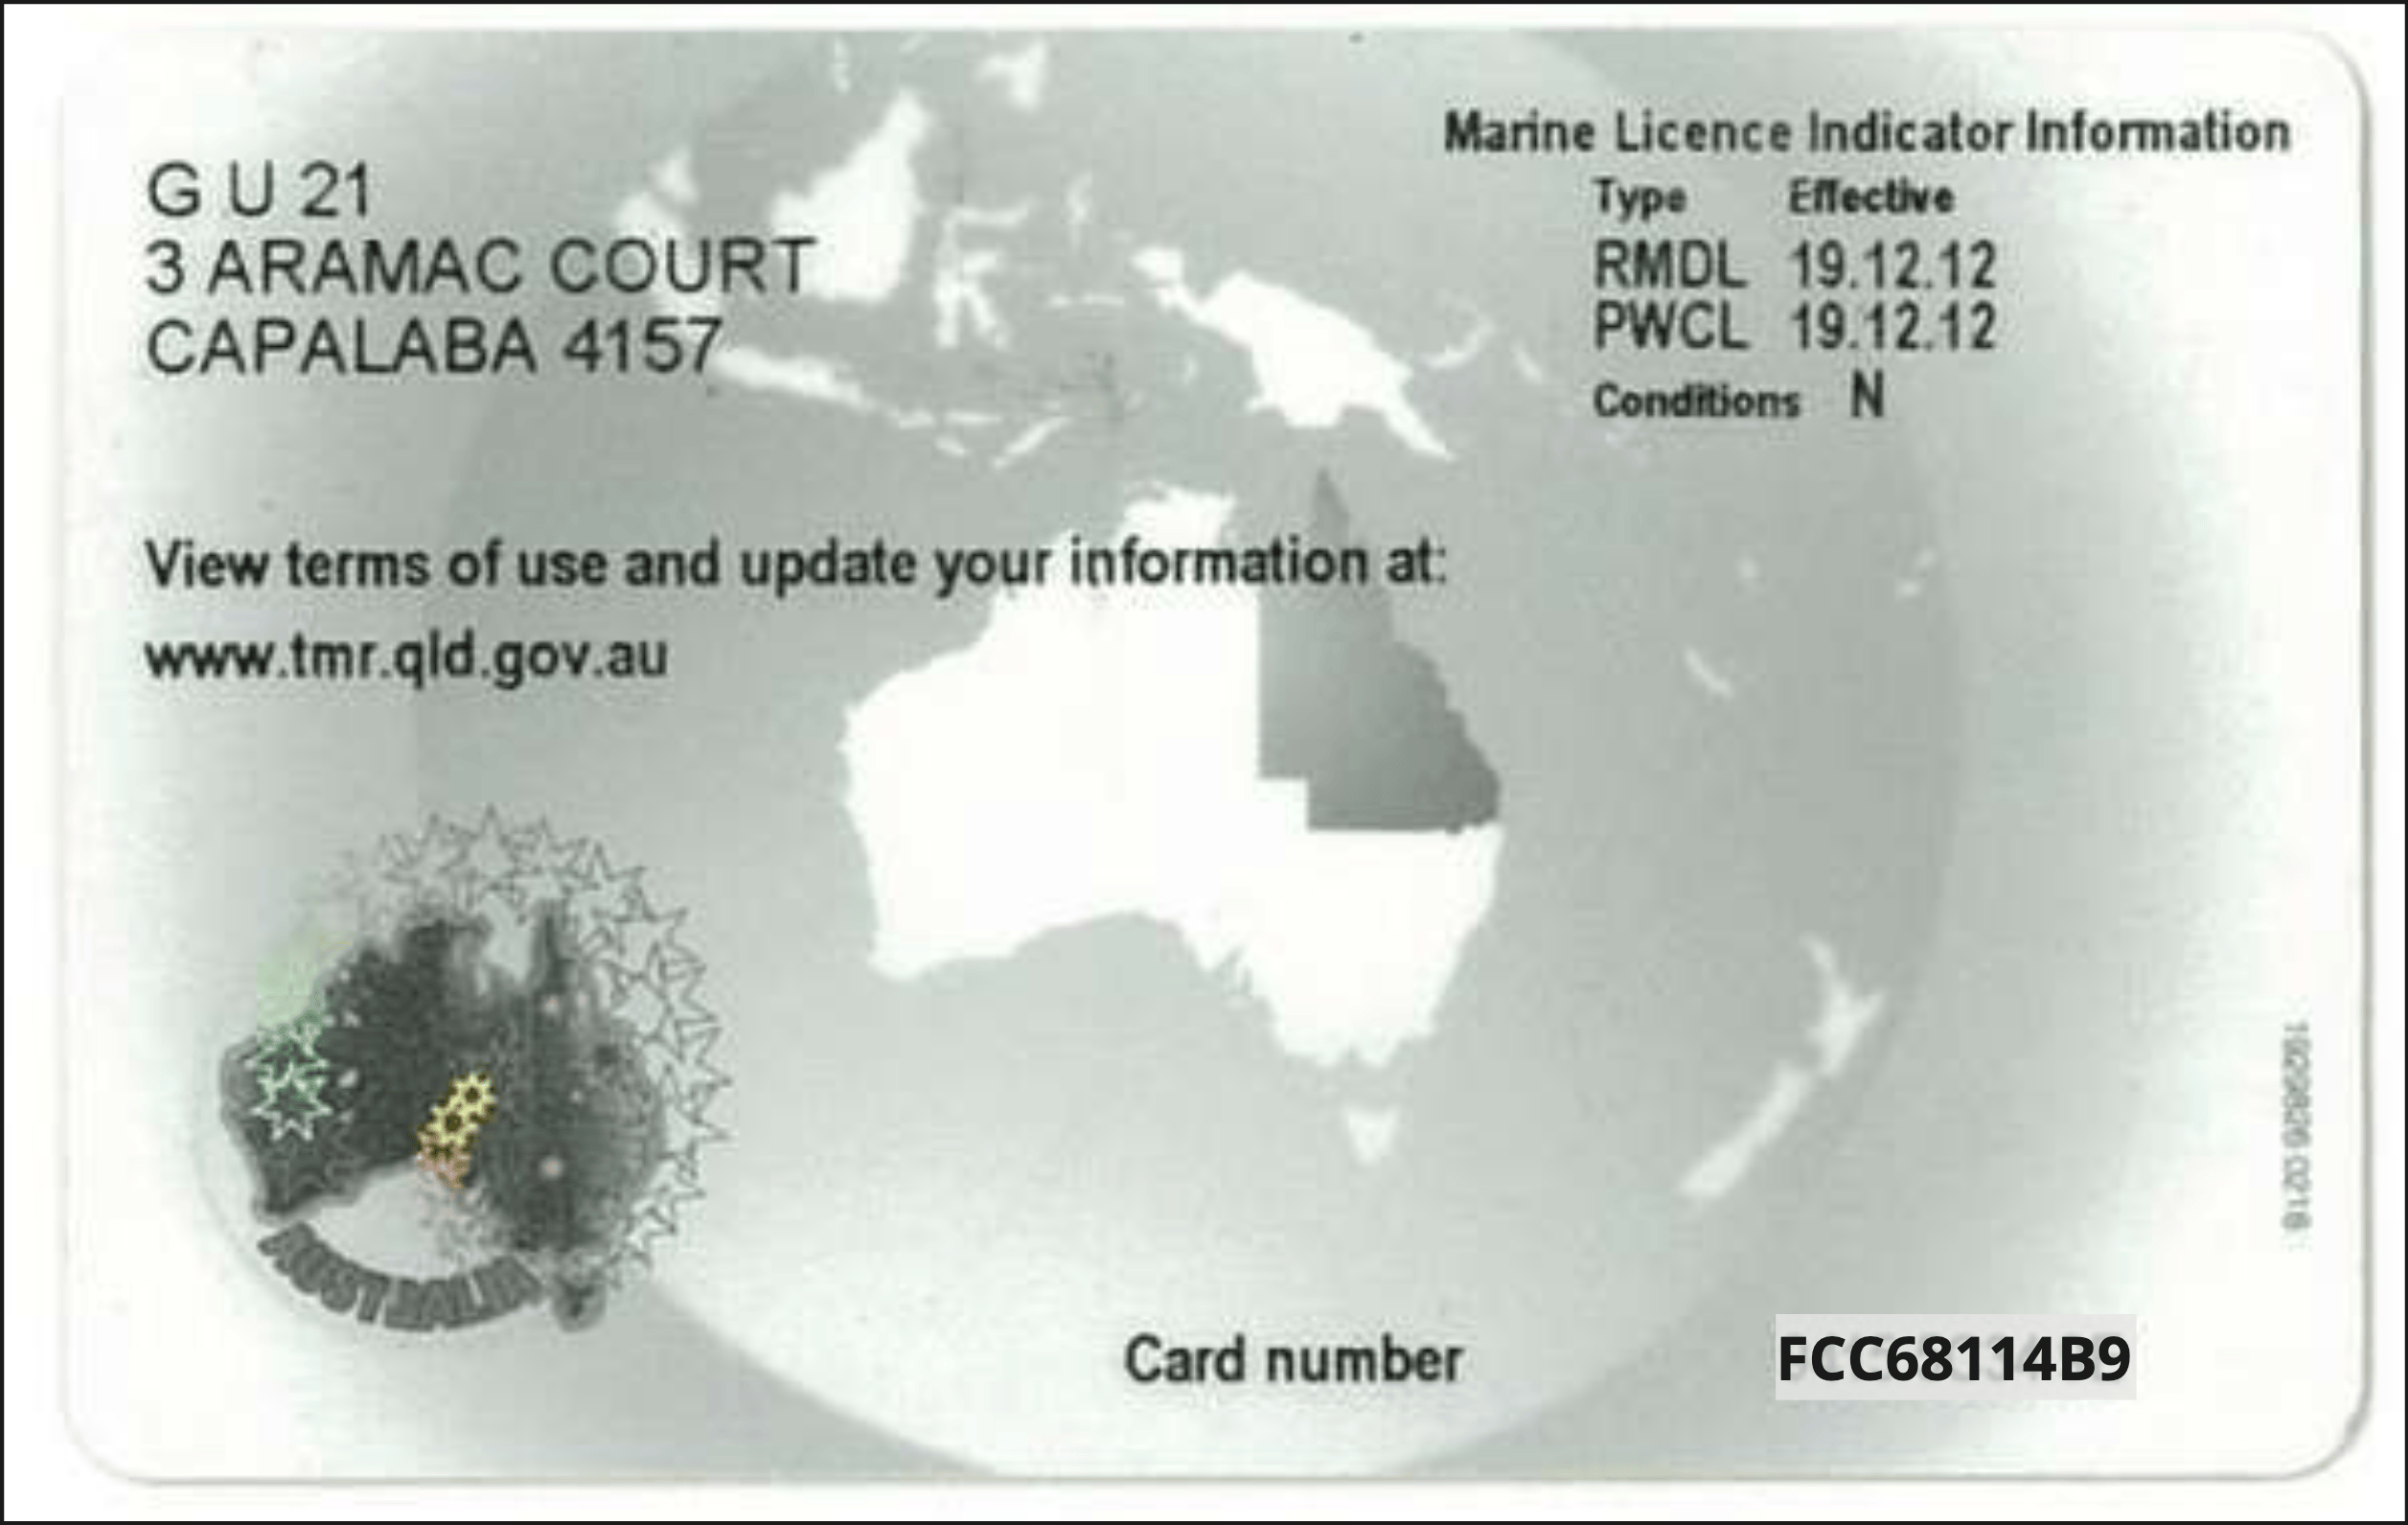 G U 21
3 ARAMAC COURT
CAPALABA 4157
Marine Licence Indicator Information
Type Effective
RMDL 19.12.12
PWCL 19.12.12
Conditions N
View terms of use and update your information at:
www.tmr.qld.gov.au
AUSTRALIA
Card number FCC68114B9